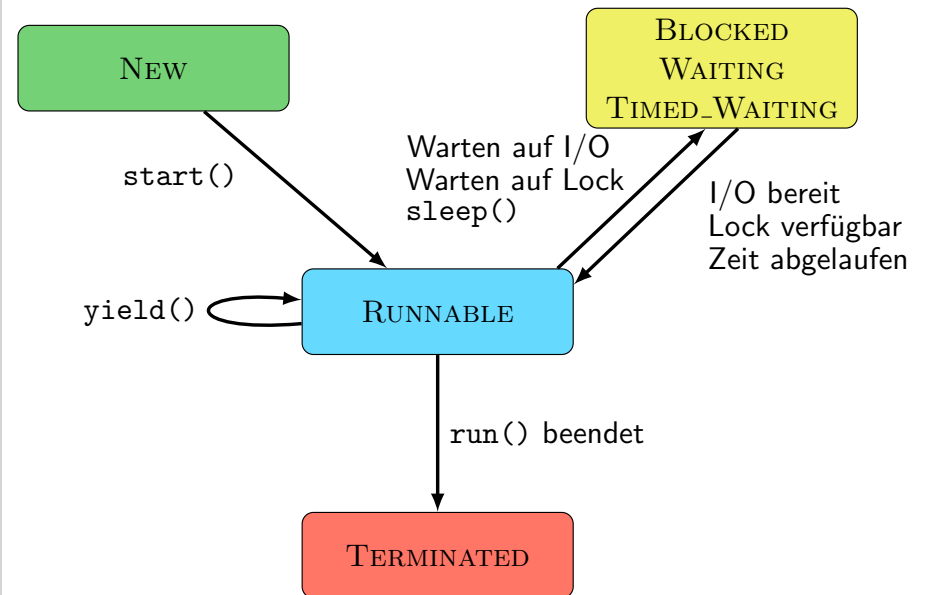 New
Blocked
Waiting
Timed_Waiting
start()
Warten auf I/O
Warten auf Lock
sleep()
I/O bereit
Lock verfügbar
Zeit abgelaufen
yield()
Runnable
run() beendet
Terminated